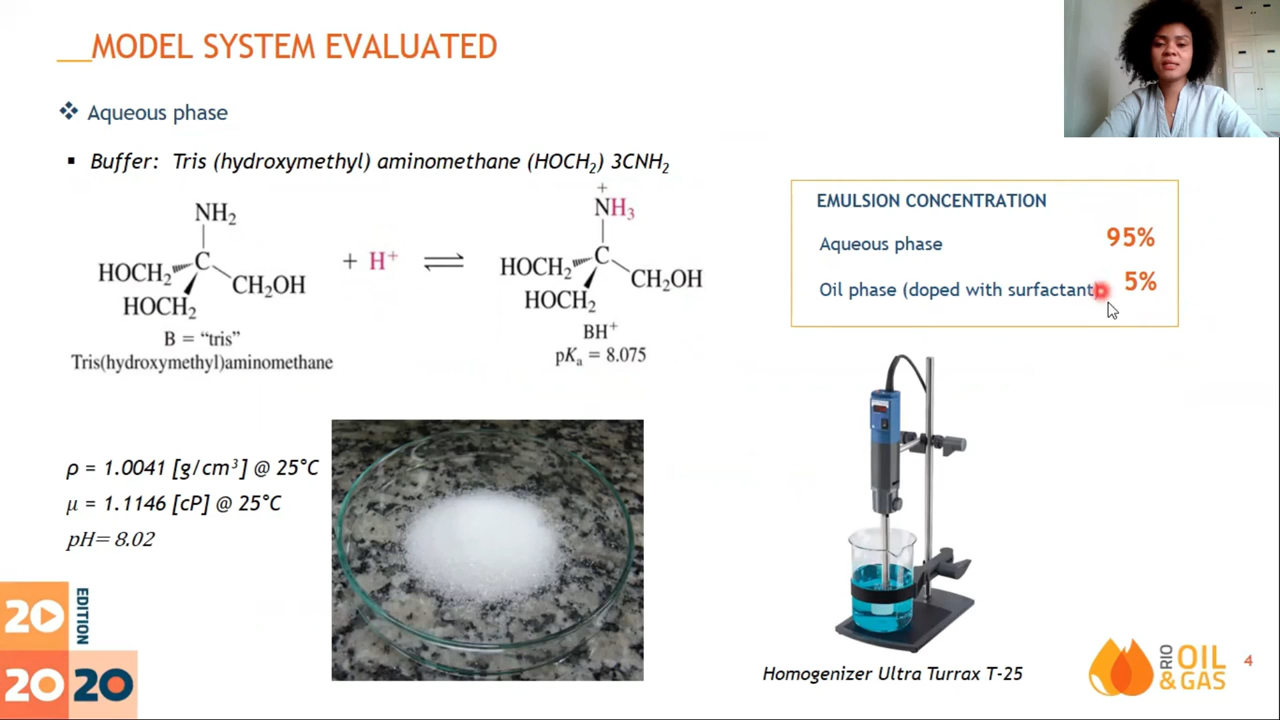 __MODEL SYSTEM EVALUATED
❖ Aqueous phase
▪ Buffer: Tris (hydroxymethyl) aminomethane (HOCH₂) 3CNH₂
NH₂
HOCH₂ C CH₂OH
HOCH₂
+ H⁺ ⇌
+
NH₃
HOCH₂ C CH₂OH
HOCH₂
B = “tris”
Tris(hydroxymethyl)aminomethane
BH⁺
pKₐ = 8.075
EMULSION CONCENTRATION
Aqueous phase 95%
Oil phase (doped with surfactant 5%
ρ = 1.0041 [g/cm³] @ 25°C
μ = 1.1146 [cP] @ 25°C
pH= 8.02
Homogenizer Ultra Turrax T-25
20 EDITION
20 20
RIO OIL & GAS
4